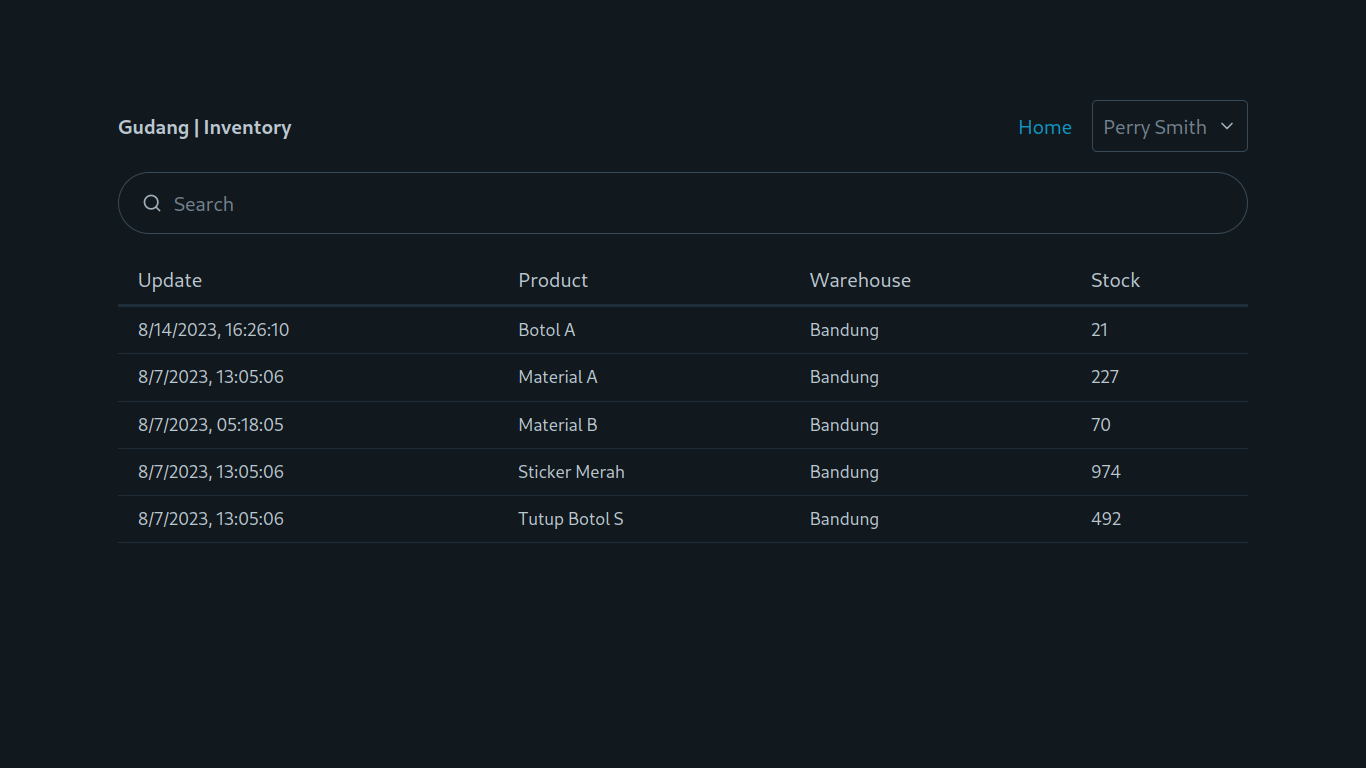 Gudang | Inventory Home Perry Smith
Search
Update Product Warehouse Stock
8/14/2023, 16:26:10 Botol A Bandung 21
8/7/2023, 13:05:06 Material A Bandung 227
8/7/2023, 05:18:05 Material B Bandung 70
8/7/2023, 13:05:06 Sticker Merah Bandung 974
8/7/2023, 13:05:06 Tutup Botol S Bandung 492